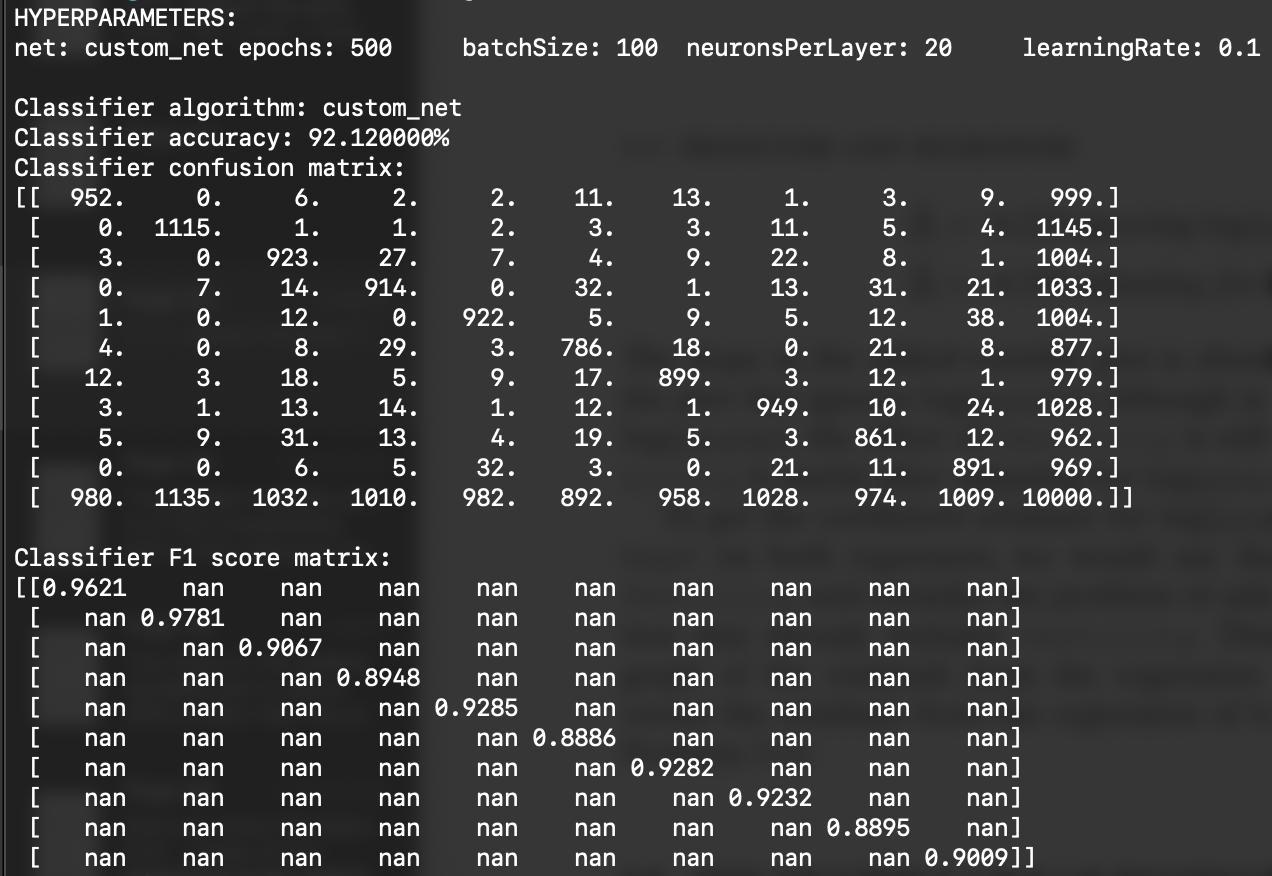 HYPERPARAMETERS:
net: custom_net epochs: 500 batchSize: 100 neuronsPerLayer: 20 learningRate: 0.1
Classifier algorithm: custom_net
Classifier accuracy: 92.120000%
Classifier confusion matrix:
[[ 952. 0. 6. 2. 2. 11. 13. 1. 3. 9. 999.]
[ 0. 1115. 1. 1. 2. 3. 3. 11. 5. 4. 1145.]
[ 3. 0. 923. 27. 7. 4. 9. 22. 8. 1. 1004.]
[ 0. 7. 14. 914. 0. 32. 1. 13. 31. 21. 1033.]
[ 1. 0. 12. 0. 922. 5. 9. 5. 12. 38. 1004.]
[ 4. 0. 8. 29. 3. 786. 18. 0. 21. 8. 877.]
[ 12. 3. 18. 5. 9. 17. 899. 3. 12. 1. 979.]
[ 3. 1. 13. 14. 1. 12. 1. 949. 10. 24. 1028.]
[ 5. 9. 31. 13. 4. 19. 5. 3. 861. 12. 962.]
[ 0. 0. 6. 5. 32. 3. 0. 21. 11. 891. 969.]
[ 980. 1135. 1032. 1010. 982. 892. 958. 1028. 974. 1009. 10000.]]
Classifier F1 score matrix:
[[0.9621 nan nan nan nan nan nan nan nan nan]
[ nan 0.9781 nan nan nan nan nan nan nan nan]
[ nan nan 0.9067 nan nan nan nan nan nan nan]
[ nan nan nan 0.8948 nan nan nan nan nan nan]
[ nan nan nan nan 0.9285 nan nan nan nan nan]
[ nan nan nan nan nan 0.8886 nan nan nan nan]
[ nan nan nan nan nan nan 0.9282 nan nan nan]
[ nan nan nan nan nan nan nan 0.9232 nan nan]
[ nan nan nan nan nan nan nan nan 0.8895 nan]
[ nan nan nan nan nan nan nan nan nan 0.9009]]